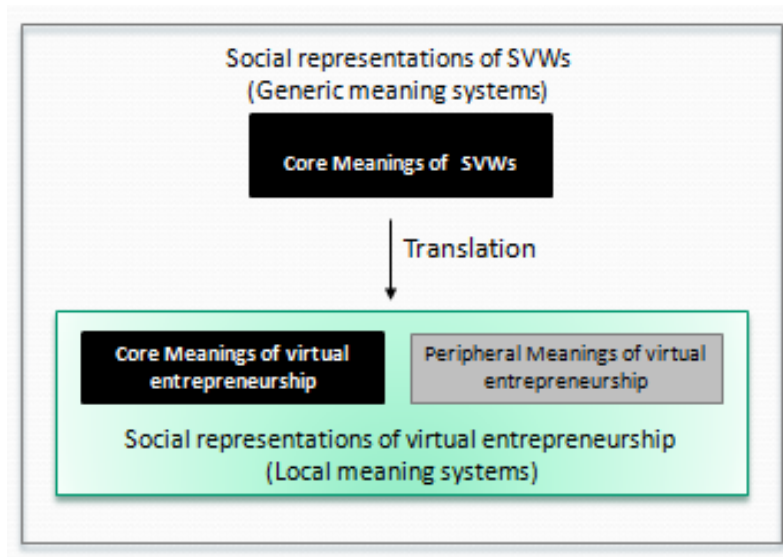 Social representations of SVWs
(Generic meaning systems)
Core Meanings of SVWs
Translation
Core Meanings of virtual
entrepreneurship
Peripheral Meanings of virtual
entrepreneurship
Social representations of virtual entrepreneurship
(Local meaning systems)